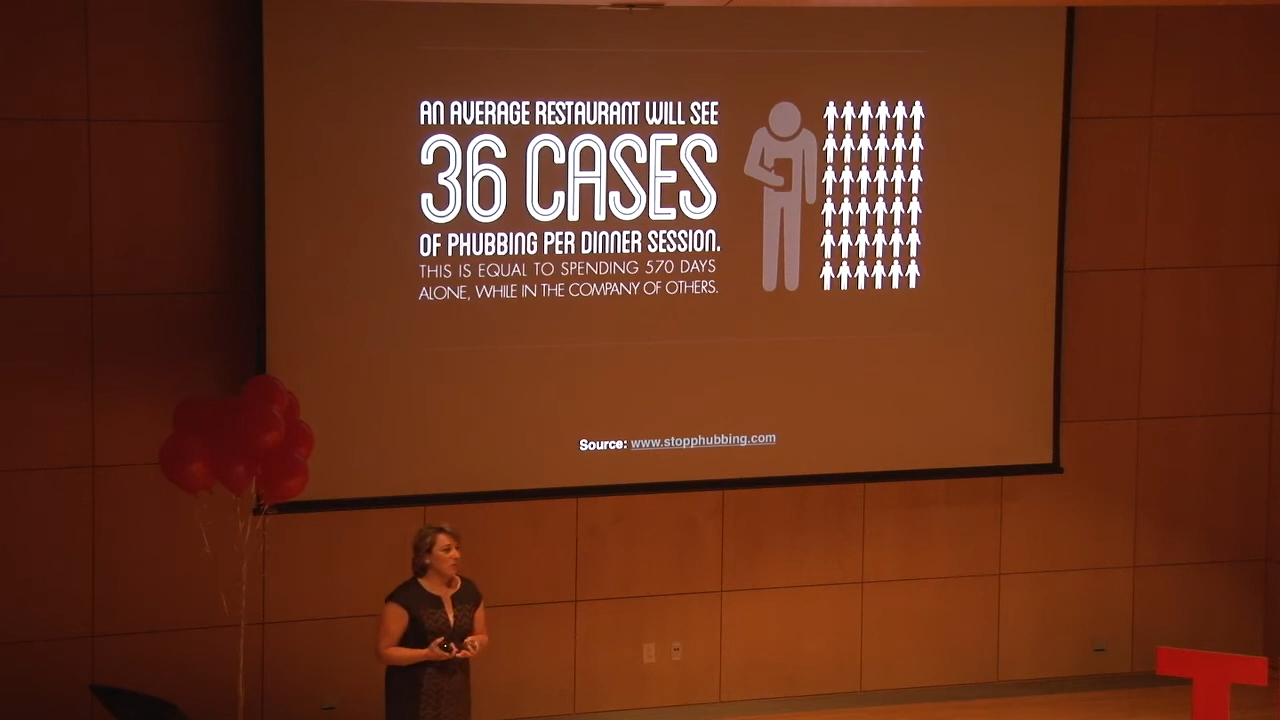 AN AVERAGE RESTAURANT WILL SEE
36 CASES
OF PHUBBING PER DINNER SESSION.
THIS IS EQUAL TO SPENDING 570 DAYS
ALONE, WHILE IN THE COMPANY OF OTHERS.
Source: www.stopphubbing.com
T